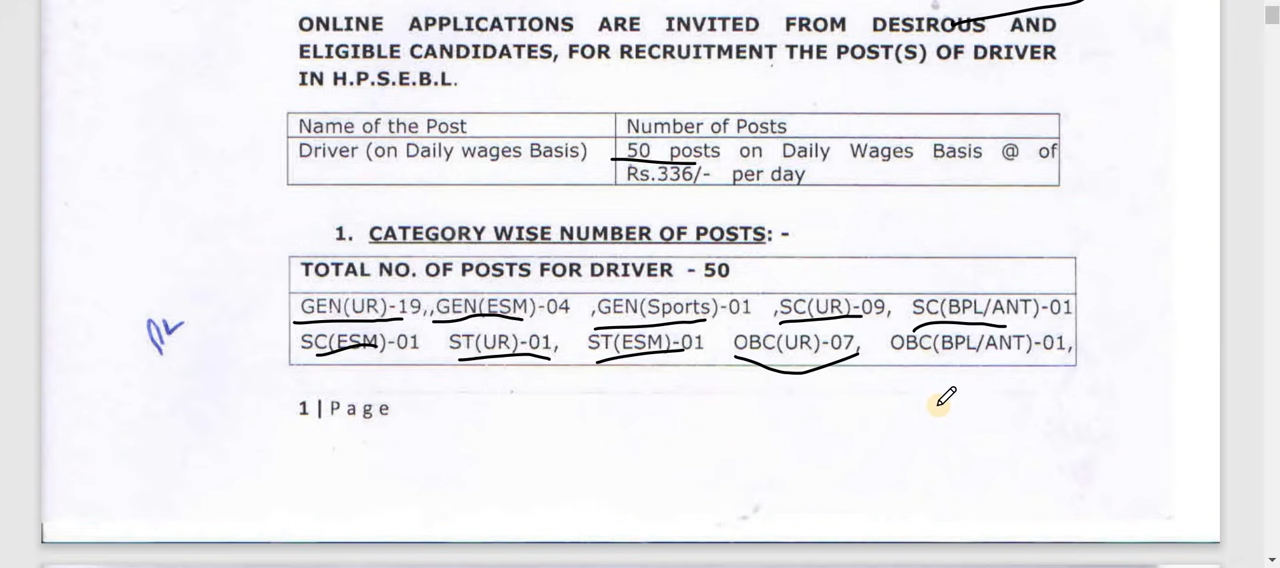 ONLINE APPLICATIONS ARE INVITED FROM DESIROUS AND
ELIGIBLE CANDIDATES, FOR RECRUITMENT THE POST(S) OF DRIVER
IN H.P.S.E.B.L.
Name of the Post Number of Posts
Driver (on Daily wages Basis) 50 posts on Daily Wages Basis @ of
Rs.336/- per day
1. CATEGORY WISE NUMBER OF POSTS: -
TOTAL NO. OF POSTS FOR DRIVER - 50
GEN(UR)-19,,GEN(ESM)-04 ,GEN(Sports)-01 ,SC(UR)-09, SC(BPL/ANT)-01
SC(ESM)-01 ST(UR)-01, ST(ESM)-01 OBC(UR)-07, OBC(BPL/ANT)-01,
1 | Page